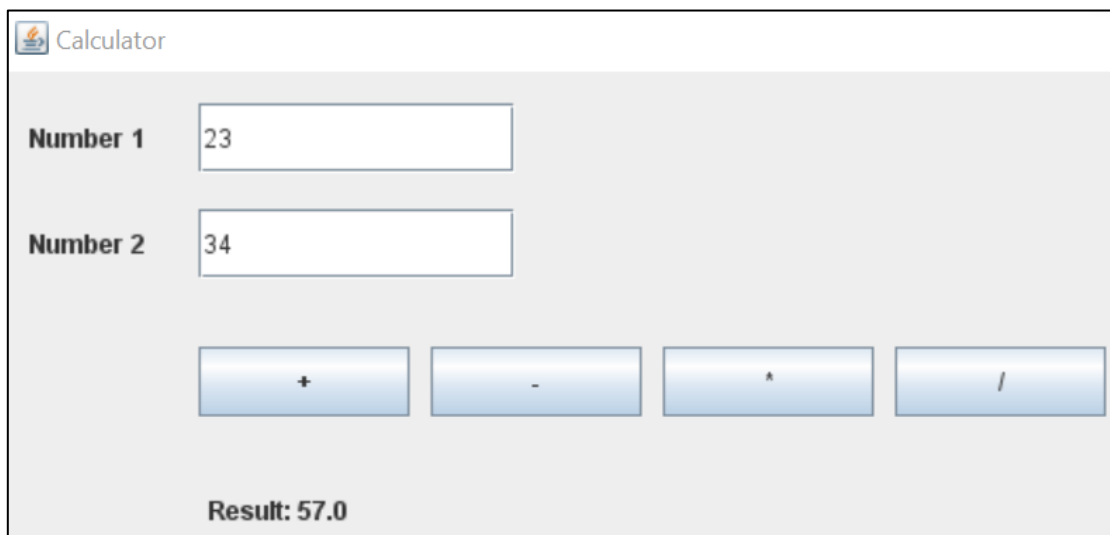 Calculator
Number 1 23
Number 2 34
+ - * /
Result: 57.0